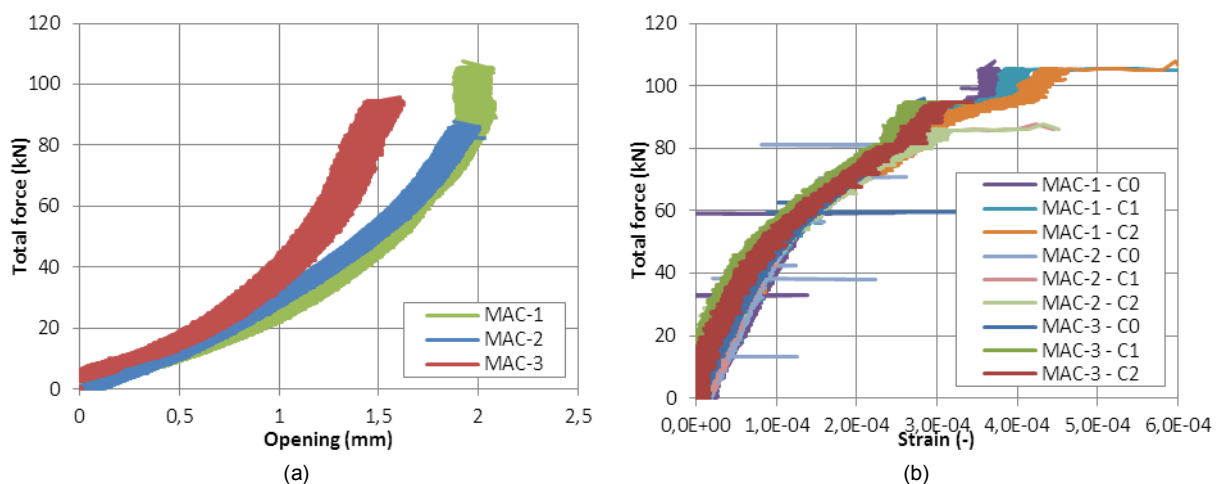 120
100
80
60
40
20
0
Total force (kN)
0
0,5
1
1,5
2
2,5
Opening (mm)
MAC-1
MAC-2
MAC-3
(a)
120
100
80
60
40
20
0
Total force (kN)
0,0E+00
1,0E-04
2,0E-04
3,0E-04
4,0E-04
5,0E-04
6,0E-04
Strain (-)
MAC-1 - C0
MAC-1 - C1
MAC-1 - C2
MAC-2 - C0
MAC-2 - C1
MAC-2 - C2
MAC-3 - C0
MAC-3 - C1
MAC-3 - C2
(b)